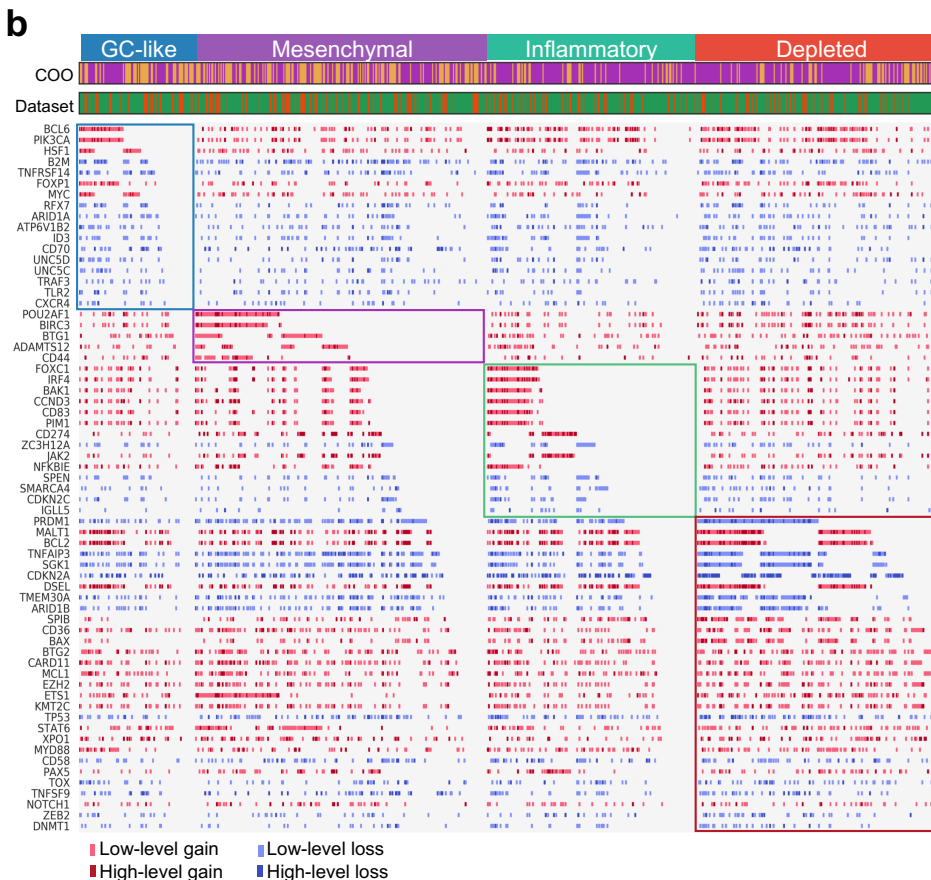 b
GC-like Mesenchymal Inflammatory Depleted
COO
Dataset
BCL6
PIK3CA
HSF1
B2M
TNFRSF14
FOXP1
MYC
RFX7
ARID1A
ATP6V1B2
ID3
CD70
UNC5D
UNC5C
TRAF3
TLR2
CXCR4
POU2AF1
BIRC3
BTG1
ADAMTS12
CD44
FOXC1
IRF4
BAK1
CCND3
CD83
PIM1
CD274
ZC3H12A
JAK2
NFKBIE
SPEN
SMARCA4
CDKN2C
IGLL5
PRDM1
MALT1
BCL2
TNFAIP3
SGK1
CDKN2A
DSEL
TMEM30A
ARID1B
SPIB
CD36
BAX
BTG2
CARD11
MCL1
EZH2
ETS1
KMT2C
TP53
STAT6
XPO1
MYD88
CD58
PAX5
TOX
TNFSF9
NOTCH1
ZEB2
DNMT1
Low-level gain Low-level loss
High-level gain High-level loss